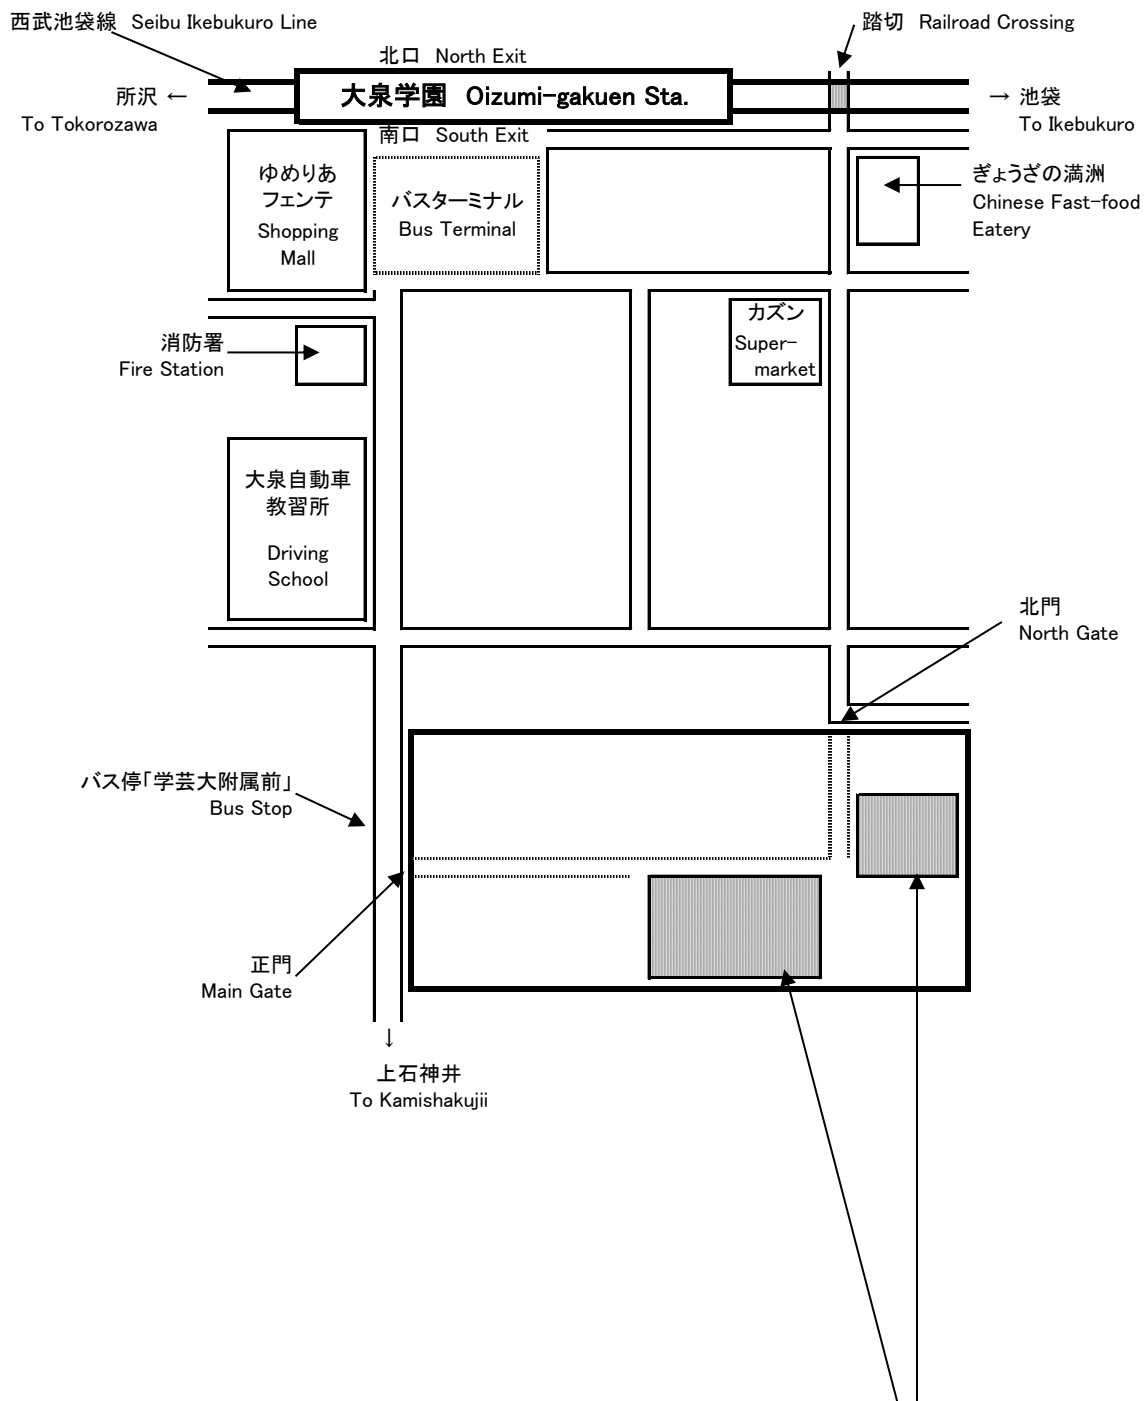 西武池袋線 Seibu Ikebukuro Line
踏切 Railroad Crossing
北口 North Exit
大泉学園 Oizumi-gakuen Sta.
所沢 ←
To Tokorozawa
→ 池袋
To Ikebukuro
南口 South Exit
ゆめりあ
フェンテ
Shopping
Mall
バスターミナル
Bus Terminal
ぎょうざの満洲
Chinese Fast-food
Eatery
カズン
Super-
market
消防署
Fire Station
大泉自動車
教習所
Driving
School
北門
North Gate
バス停「学芸大附属前」
Bus Stop
正門
Main Gate
↓
上石神井
To Kamishakujii